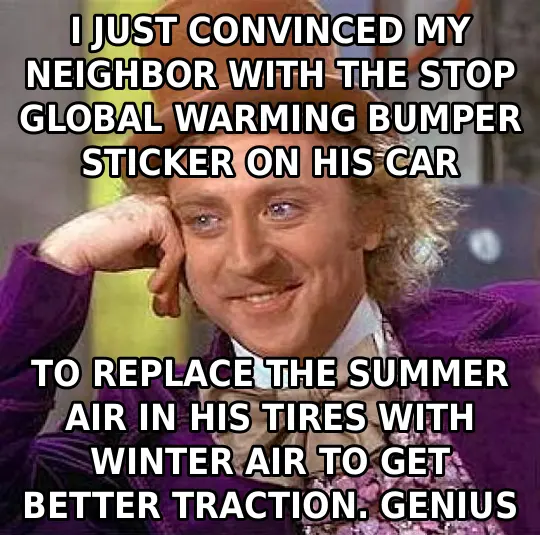 I JUST CONVINCED MY
NEIGHBOR WITH THE STOP
GLOBAL WARMING BUMPER
STICKER ON HIS CAR
TO REPLACE THE SUMMER
AIR IN HIS TIRES WITH
WINTER AIR TO GET
BETTER TRACTION. GENIUS